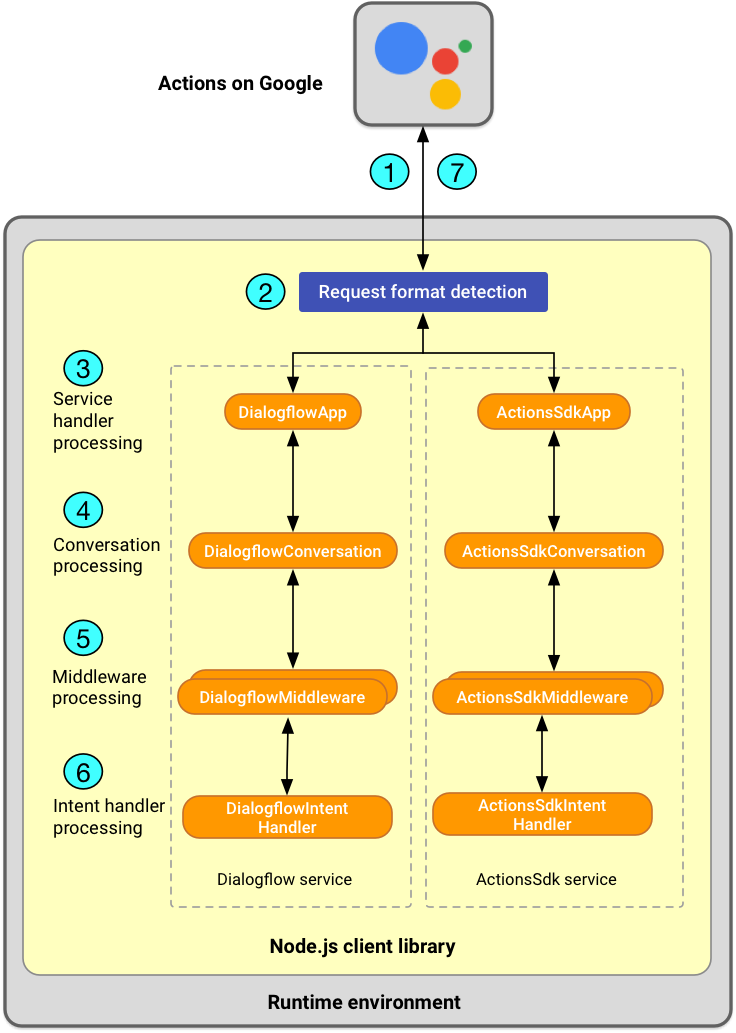 Actions on Google
1
7
2
Request format detection
3
Service
handler
processing
DialogflowApp
ActionsSdkApp
4
Conversation
processing
DialogflowConversation
ActionsSdkConversation
5
Middleware
processing
DialogflowMiddleware
ActionsSdkMiddleware
6
Intent handler
processing
DialogflowIntent
Handler
ActionsSdkIntent
Handler
Dialogflow service
ActionsSdk service
Node.js client library
Runtime environment